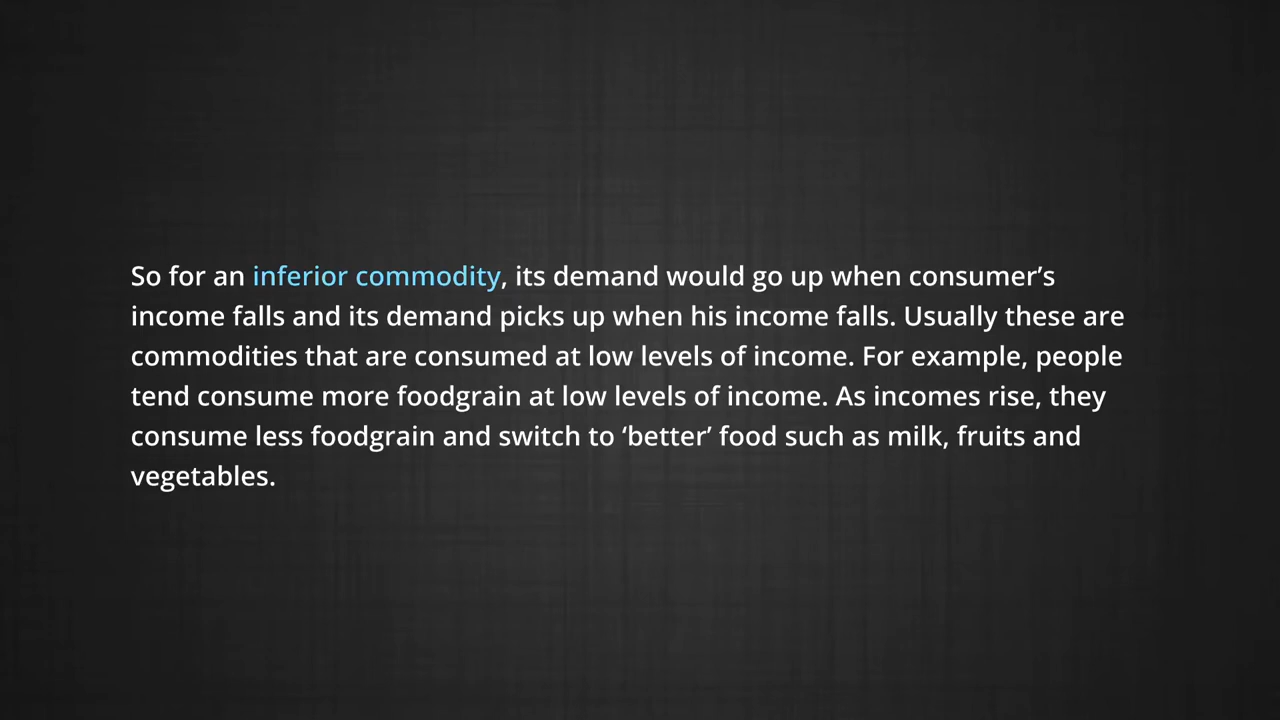 So for an inferior commodity, its demand would go up when consumer’s
income falls and its demand picks up when his income falls. Usually these are
commodities that are consumed at low levels of income. For example, people
tend consume more foodgrain at low levels of income. As incomes rise, they
consume less foodgrain and switch to ‘better’ food such as milk, fruits and
vegetables.